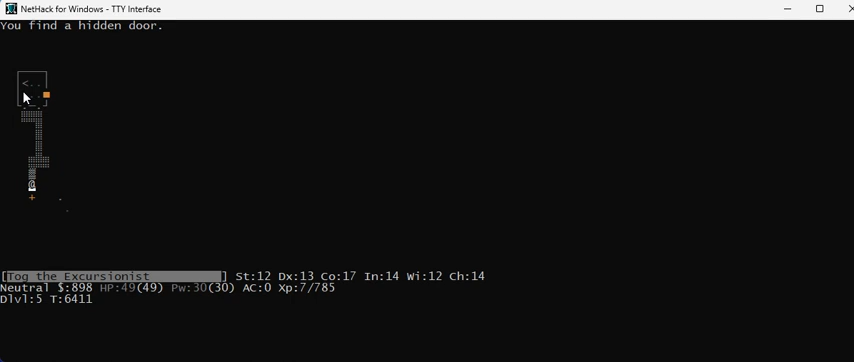 NetHack for Windows - TTY Interface
You find a hidden door.
<..
..
@
+
[Tog the Excursionist ] St:12 Dx:13 Co:17 In:14 Wi:12 Ch:14
Neutral $:898 HP:49(49) Pw:30(30) AC:0 Xp:7/785
Dlvl:5 T:6411